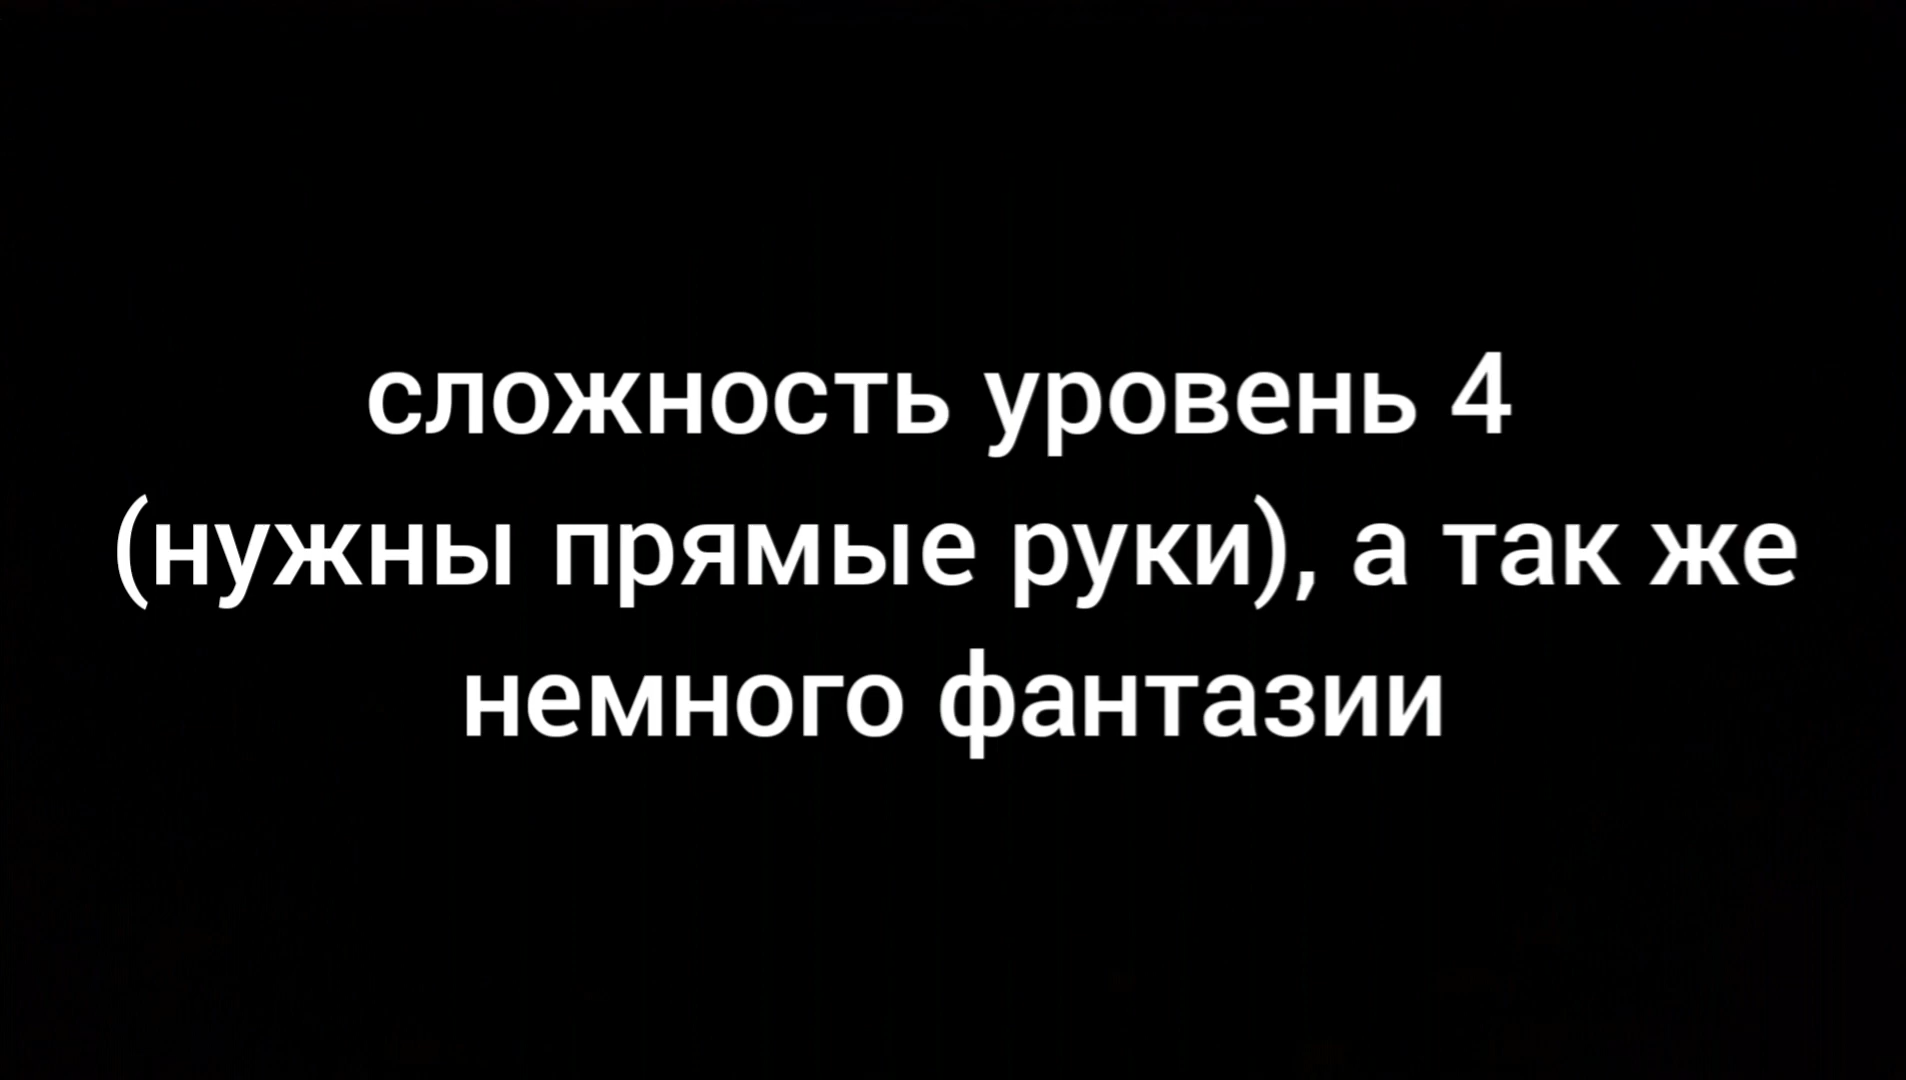 сложность уровень 4
(нужны прямые руки), а так же
немного фантазии